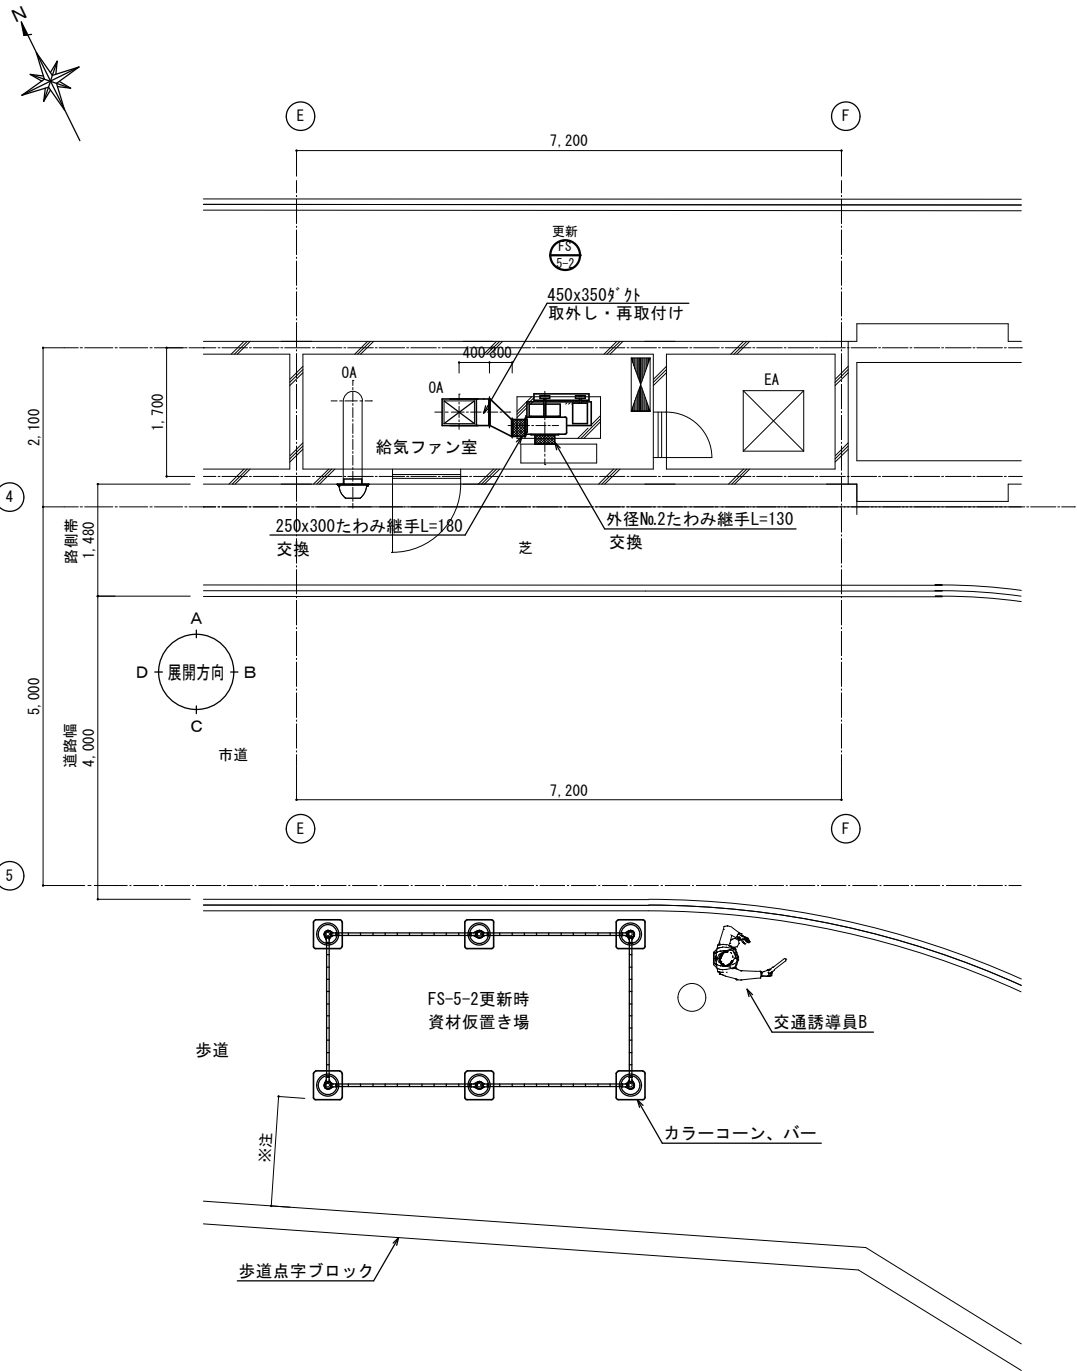 N
E
F
7,200
更新
FS
5-2
450x350ﾀﾞｸﾄ
取外し・再取付け
400 300
OA
OA
EA
給気ファン室
2,100
1,700
4
路側帯
1,480
250x300たわみ継手L=180
交換
外径No.2たわみ継手L=130
交換
芝
A
D 展開方向 B
C
市道
5,000
道路幅
4,000
7,200
E
F
5
FS-5-2更新時
資材仮置き場
交通誘導員B
歩道
カラーコーン、バー
※注
歩道点字ブロック